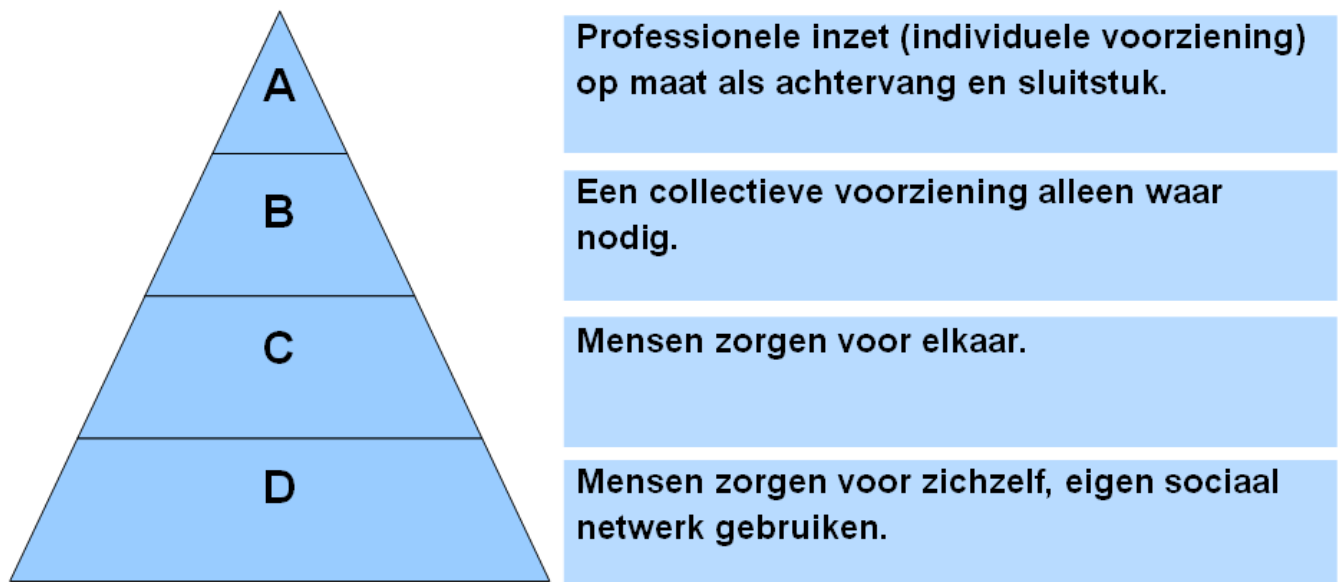 A
Professionele inzet (individuele voorziening)
op maat als achtervang en sluitstuk.
B
Een collectieve voorziening alleen waar
nodig.
C
Mensen zorgen voor elkaar.
D
Mensen zorgen voor zichzelf, eigen sociaal
netwerk gebruiken.